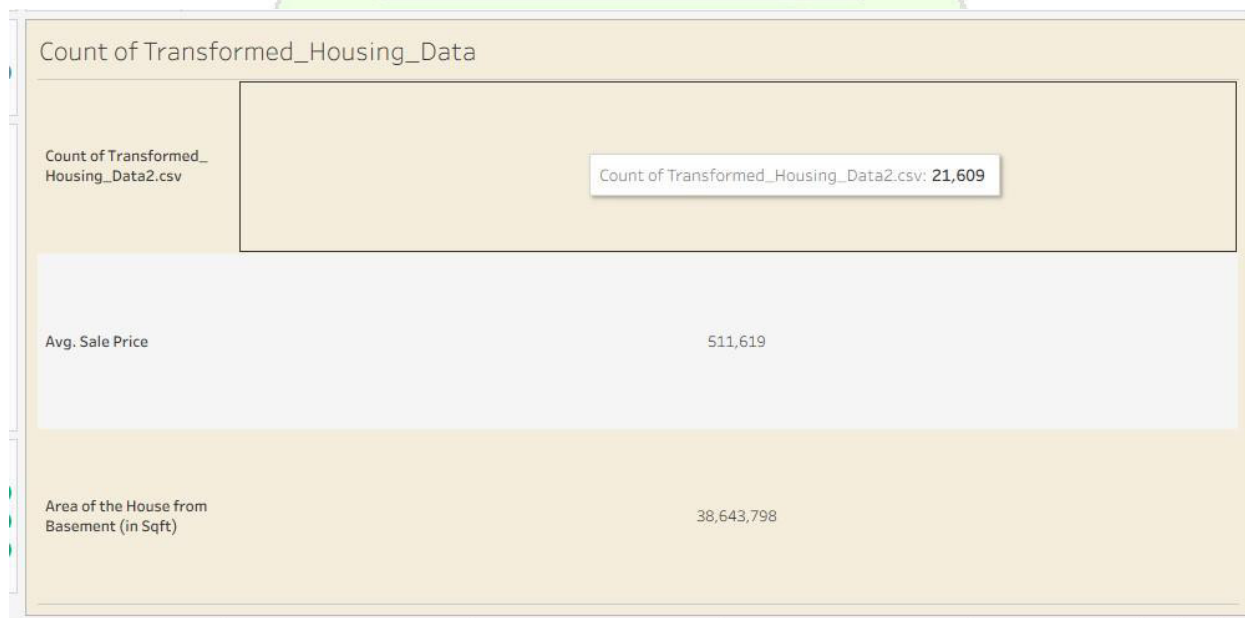 Count of Transformed_Housing_Data
Count of Transformed_
Housing_Data2.csv
Count of Transformed_Housing_Data2.csv: 21,609
Avg. Sale Price
511,619
Area of the House from
Basement (in Sqft)
38,643,798